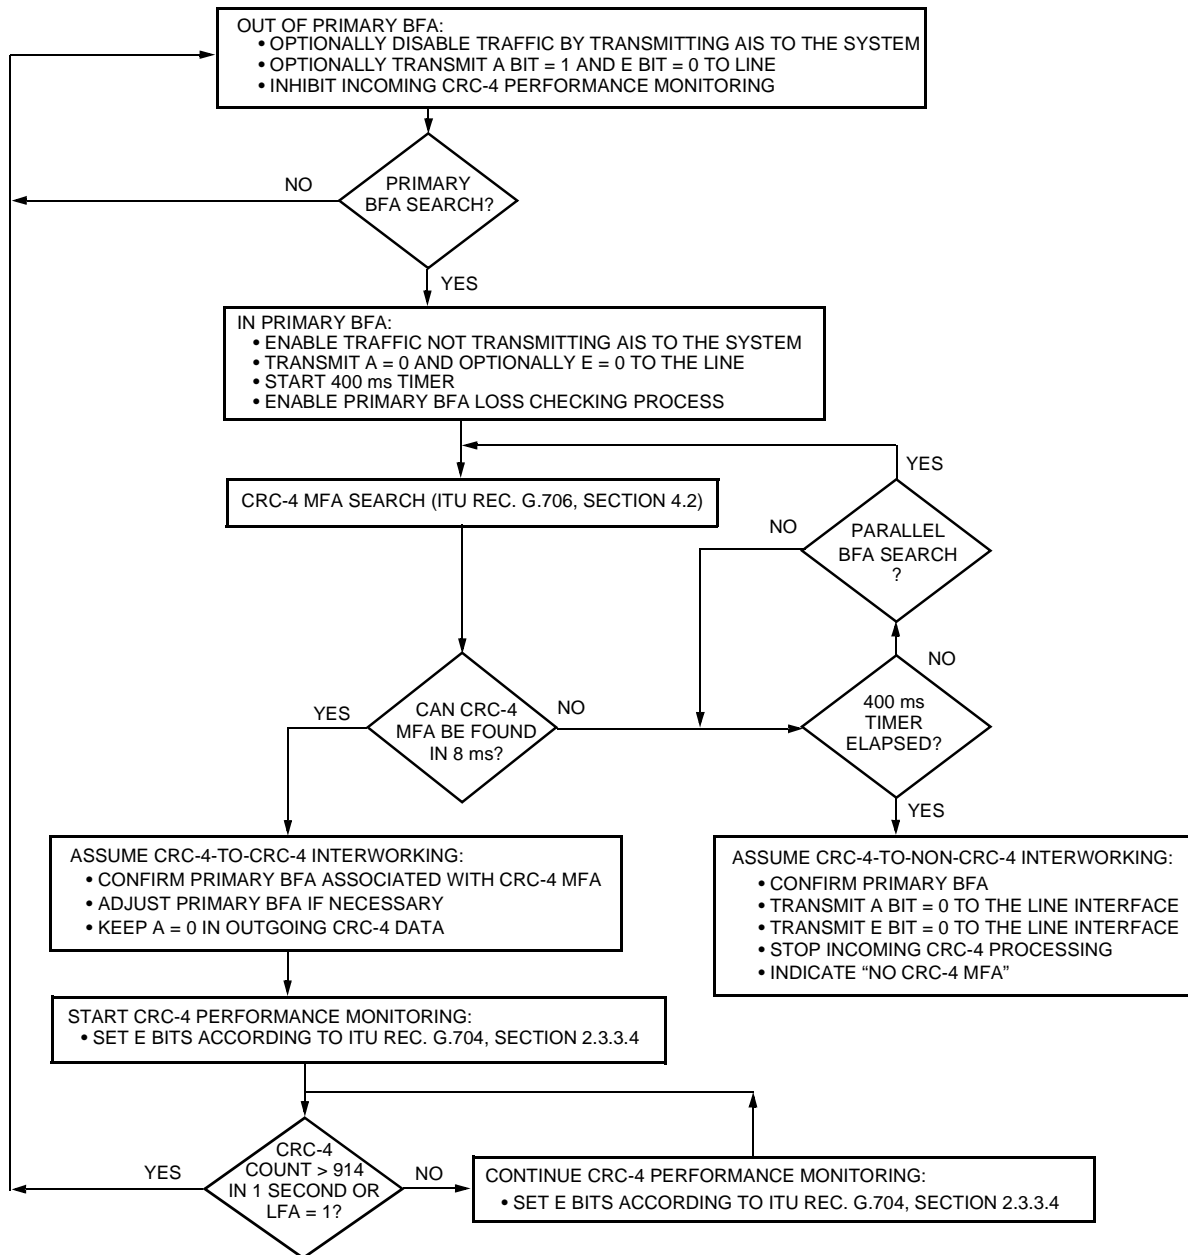 OUT OF PRIMARY BFA:
• OPTIONALLY DISABLE TRAFFIC BY TRANSMITTING AIS TO THE SYSTEM
• OPTIONALLY TRANSMIT A BIT = 1 AND E BIT = 0 TO LINE
• INHIBIT INCOMING CRC-4 PERFORMANCE MONITORING
NO
PRIMARY
BFA SEARCH?
YES
IN PRIMARY BFA:
• ENABLE TRAFFIC NOT TRANSMITTING AIS TO THE SYSTEM
• TRANSMIT A = 0 AND OPTIONALLY E = 0 TO THE LINE
• START 400 ms TIMER
• ENABLE PRIMARY BFA LOSS CHECKING PROCESS
YES
CRC-4 MFA SEARCH (ITU REC. G.706, SECTION 4.2)
NO
PARALLEL
BFA SEARCH
?
NO
YES
CAN CRC-4
MFA BE FOUND
IN 8 ms?
NO
400 ms
TIMER
ELAPSED?
YES
ASSUME CRC-4-TO-CRC-4 INTERWORKING:
• CONFIRM PRIMARY BFA ASSOCIATED WITH CRC-4 MFA
• ADJUST PRIMARY BFA IF NECESSARY
• KEEP A = 0 IN OUTGOING CRC-4 DATA
ASSUME CRC-4-TO-NON-CRC-4 INTERWORKING:
• CONFIRM PRIMARY BFA
• TRANSMIT A BIT = 0 TO THE LINE INTERFACE
• TRANSMIT E BIT = 0 TO THE LINE INTERFACE
• STOP INCOMING CRC-4 PROCESSING
• INDICATE “NO CRC-4 MFA”
START CRC-4 PERFORMANCE MONITORING:
• SET E BITS ACCORDING TO ITU REC. G.704, SECTION 2.3.3.4
YES
CRC-4
COUNT > 914
IN 1 SECOND OR
LFA = 1?
NO
CONTINUE CRC-4 PERFORMANCE MONITORING:
• SET E BITS ACCORDING TO ITU REC. G.704, SECTION 2.3.3.4